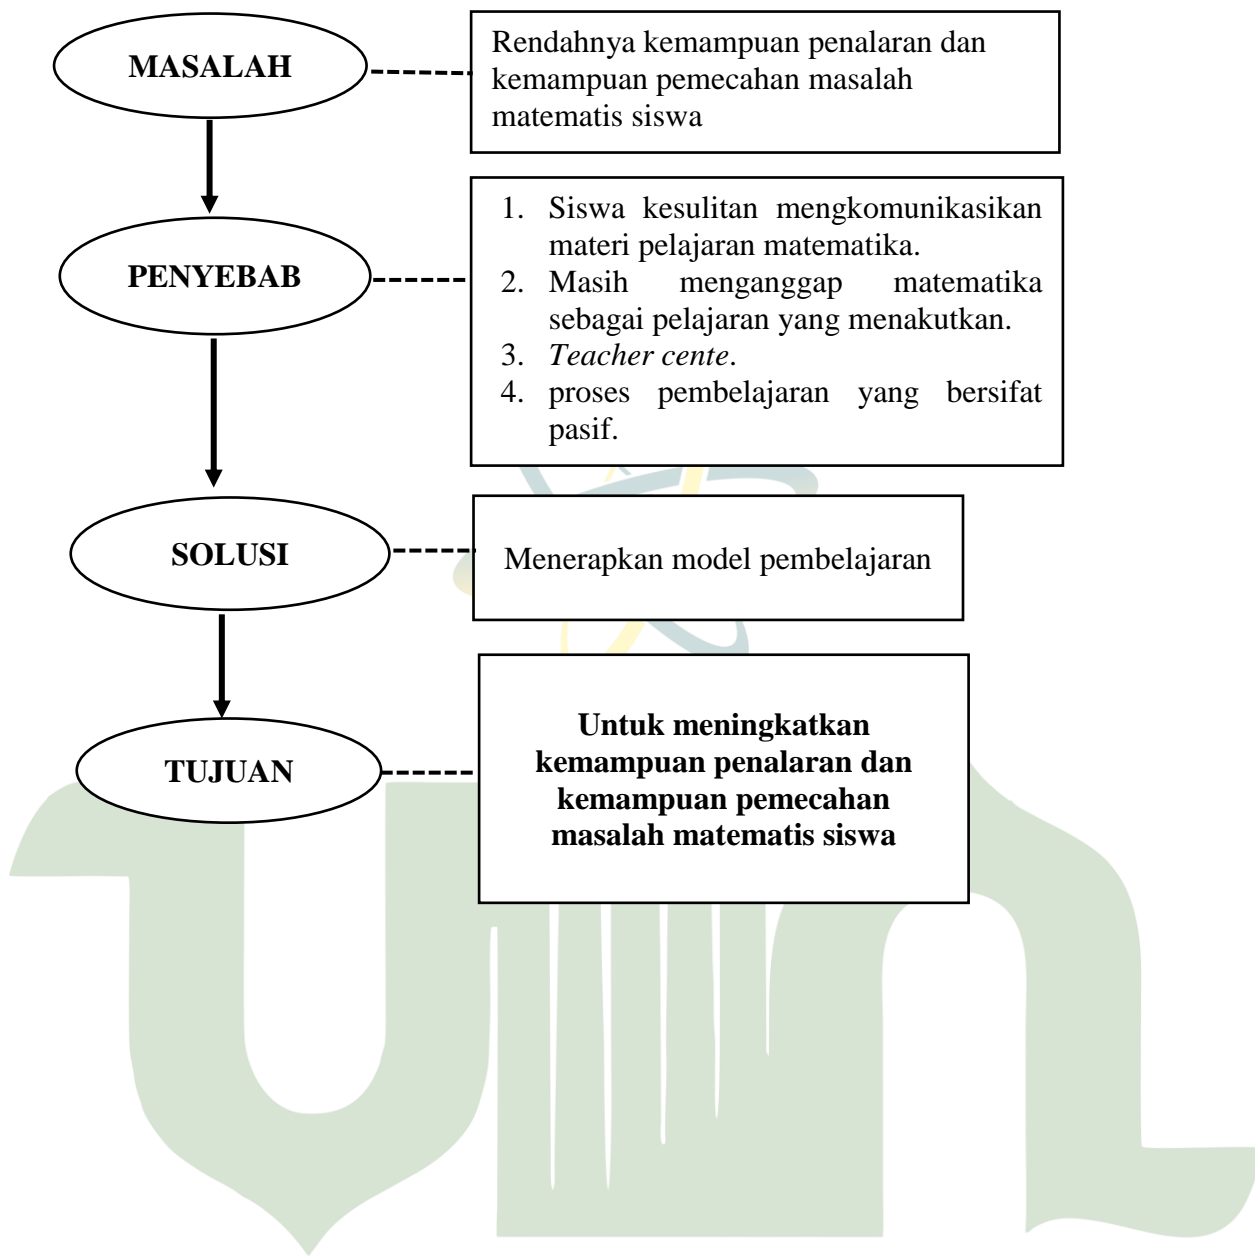 MASALAH
Rendahnya kemampuan penalaran dan
kemampuan pemecahan masalah
matematis siswa
PENYEBAB
1. Siswa kesulitan mengkomunikasikan
materi pelajaran matematika.
2. Masih menganggap matematika
sebagai pelajaran yang menakutkan.
3. Teacher cente.
4. proses pembelajaran yang bersifat
pasif.
SOLUSI
Menerapkan model pembelajaran
TUJUAN
Untuk meningkatkan
kemampuan penalaran dan
kemampuan pemecahan
masalah matematis siswa